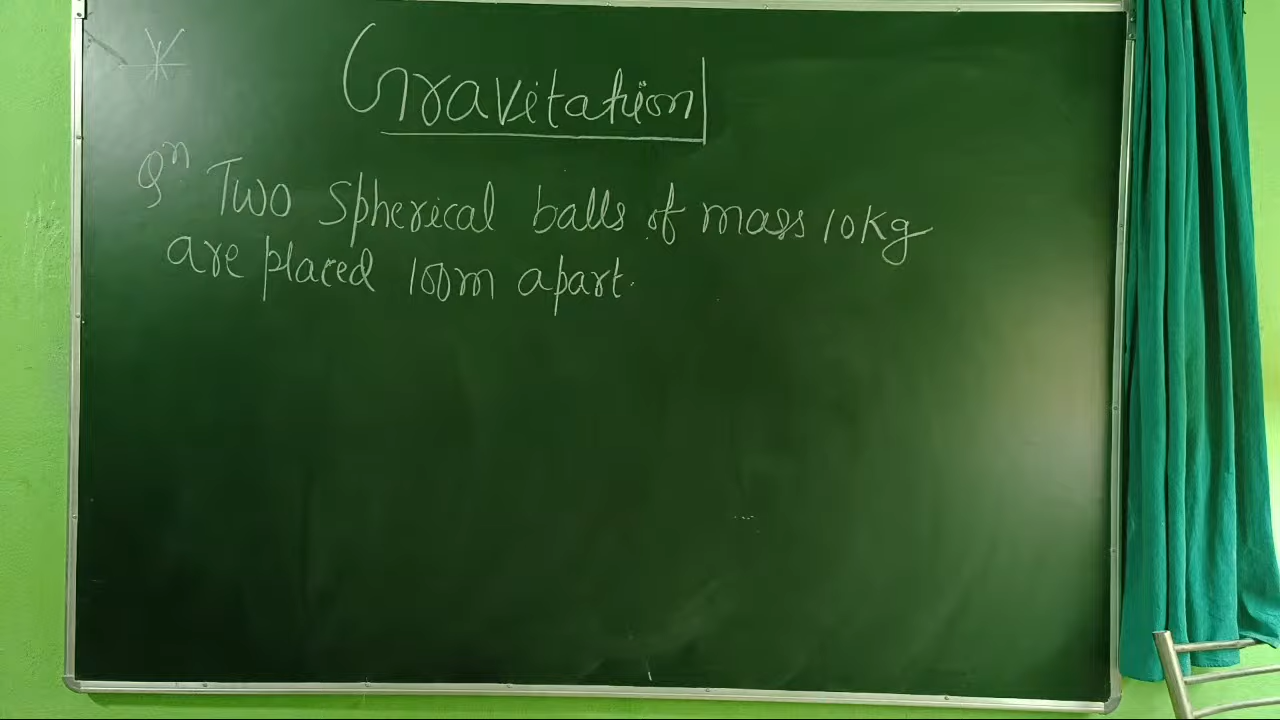 Gravitation
Qn. Two Spherical balls of mass 10Kg
are placed 100m apart.